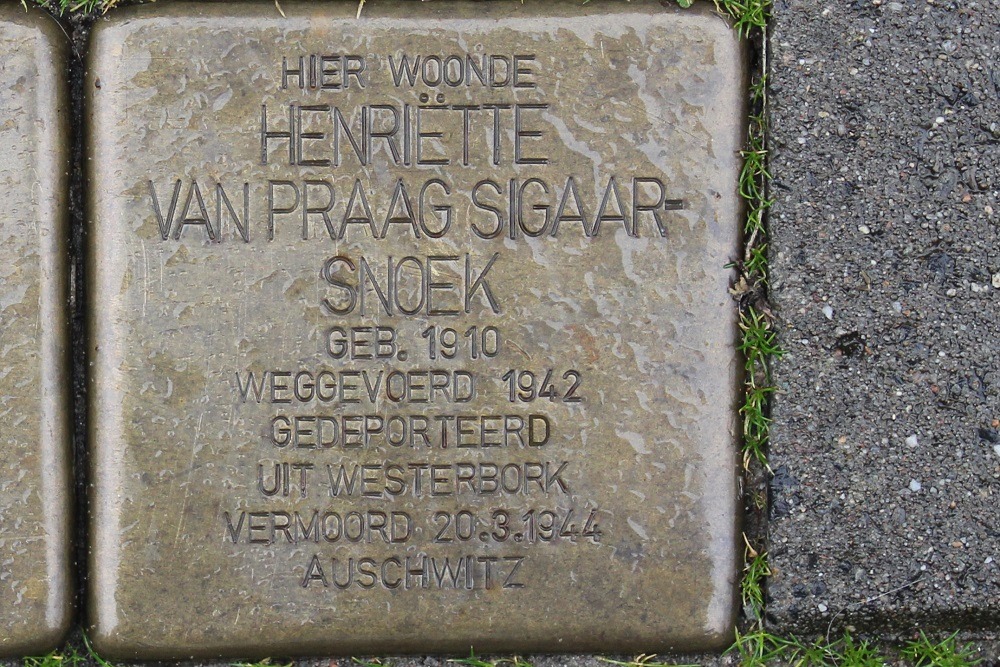 HIER WOONDE
HENRIËTTE
VAN PRAAG SIGAAR-
SNOEK
GEB. 1910
WEGGEVOERD 1942
GEDEPORTEERD
UIT WESTERBORK
VERMOORD 20.3.1944
AUSCHWITZ